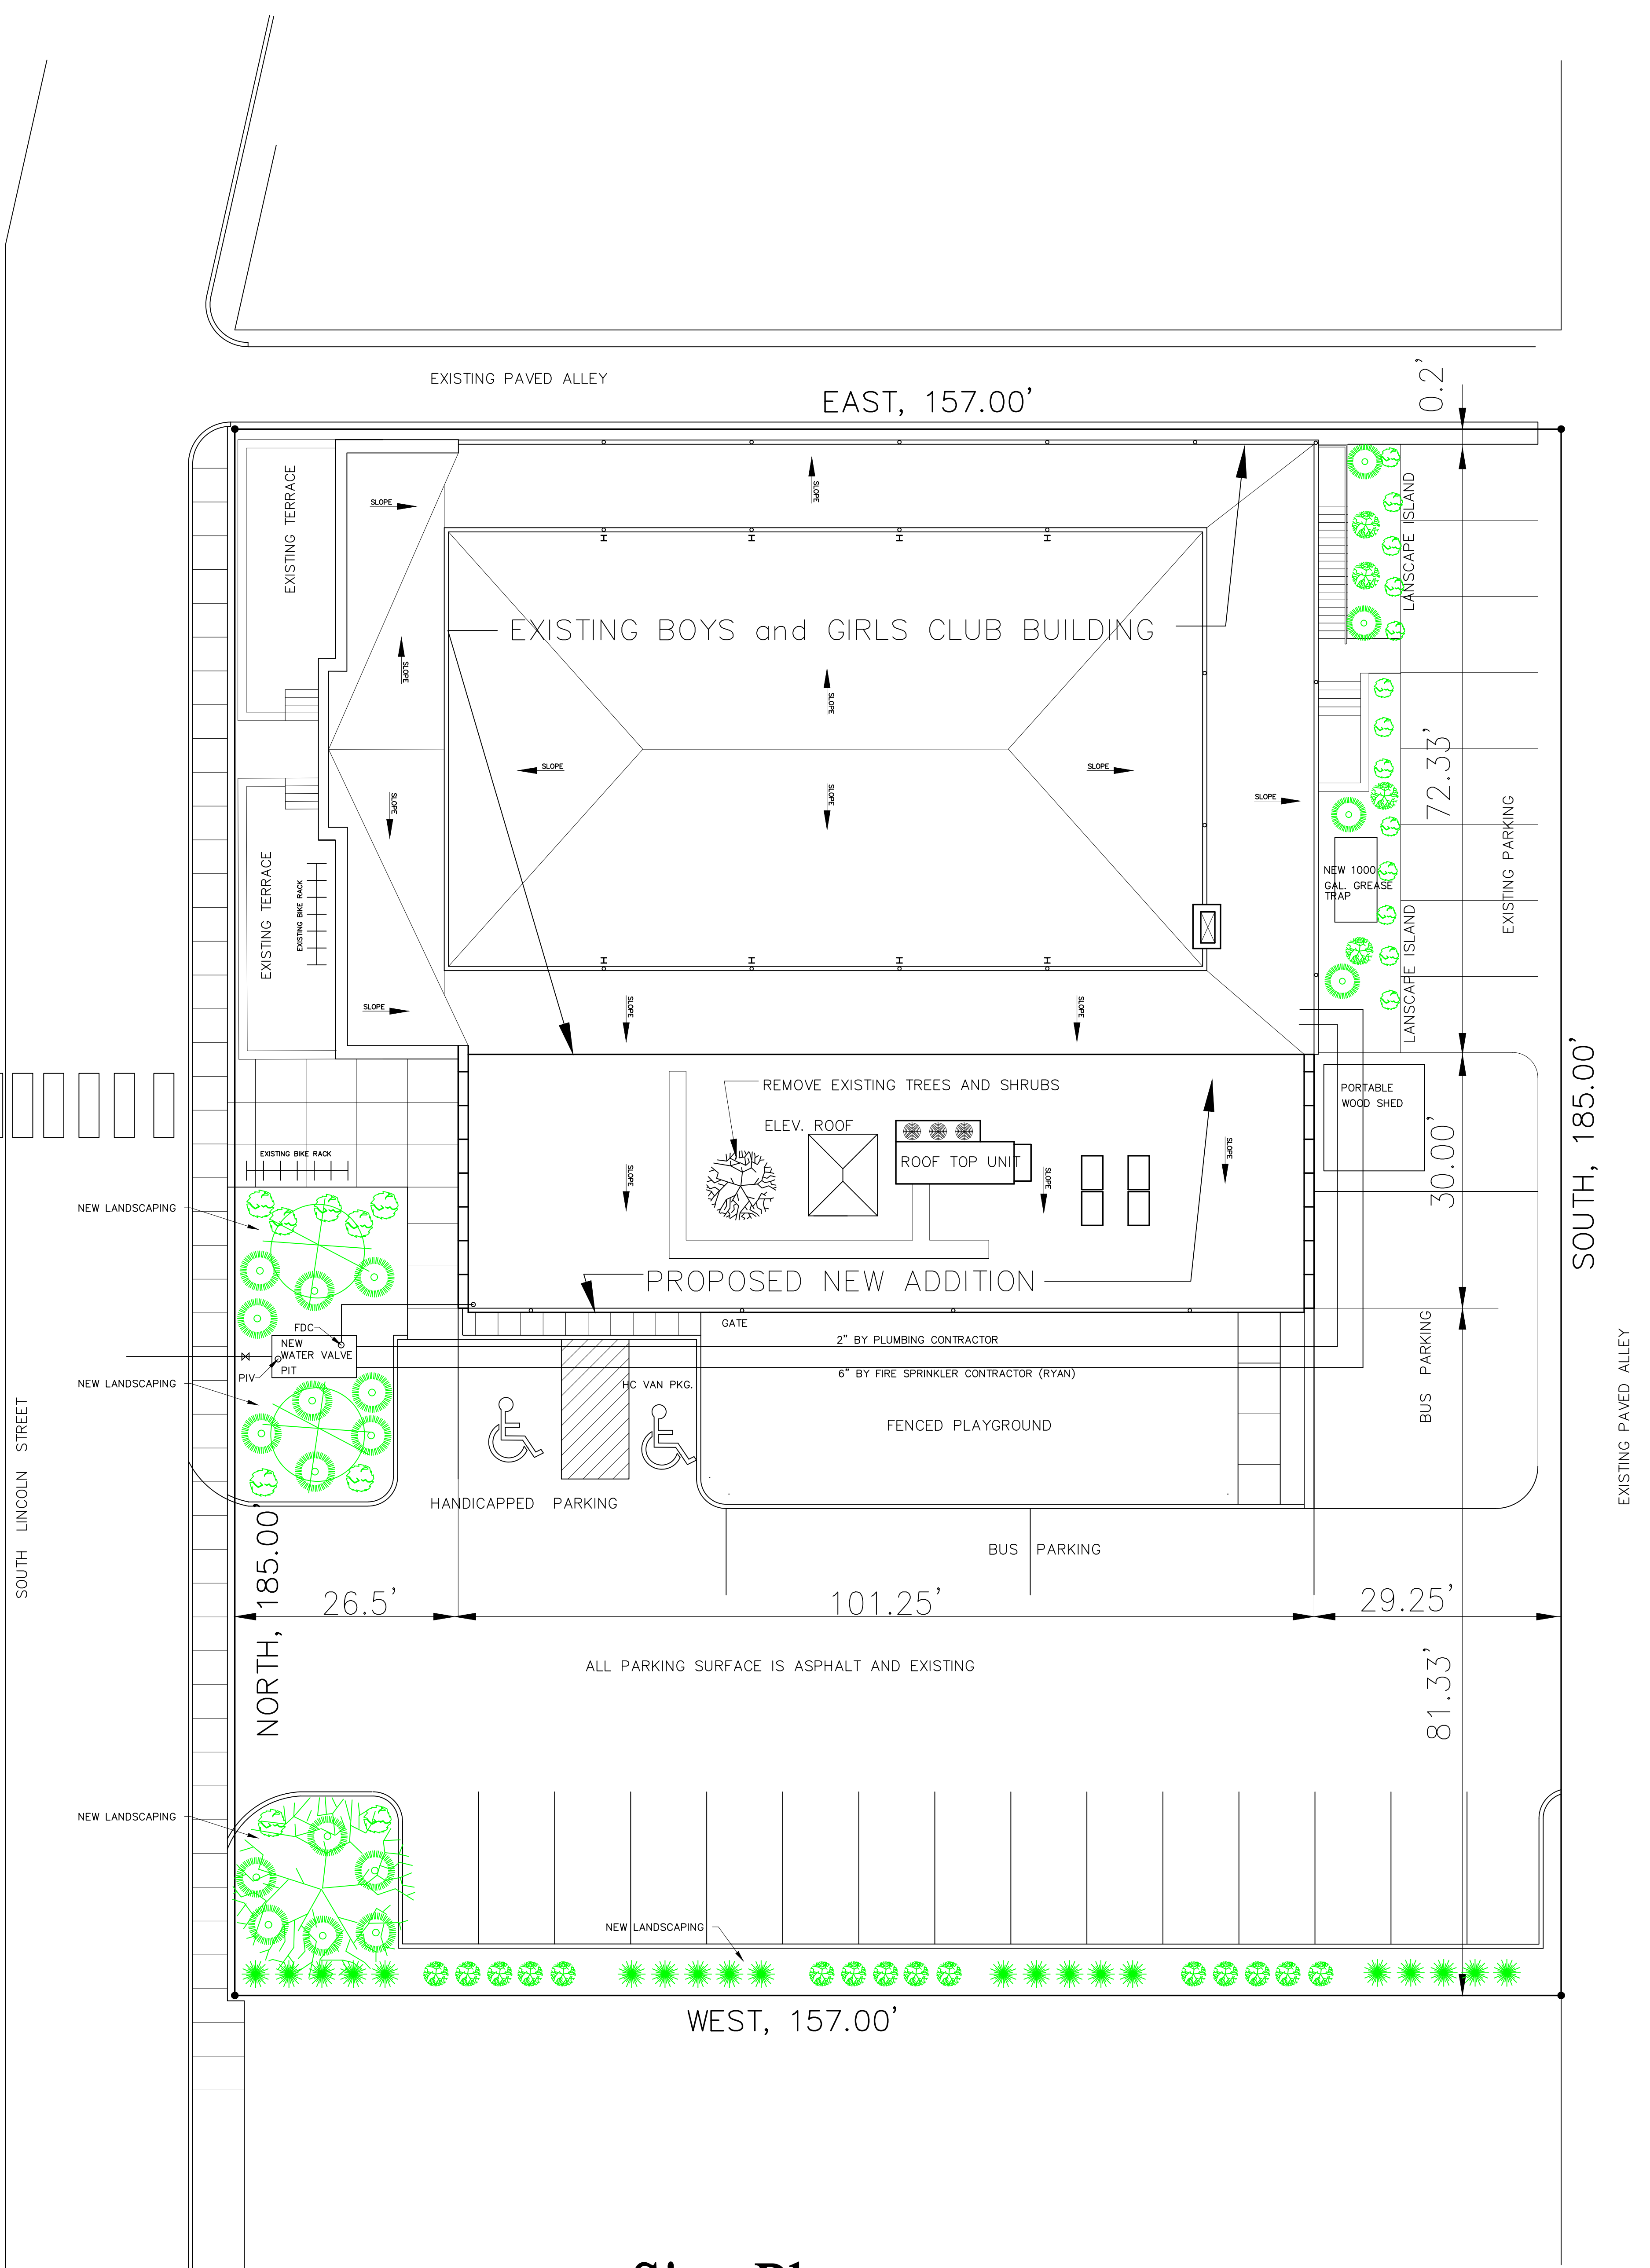 EXISTING PAVED ALLEY
EAST, 157.00'
0.2'
EXISTING TERRACE
SLOPE
SLOPE
LANSCAPE ISLAND
EXISTING BOYS and GIRLS CLUB BUILDING
SLOPE
SLOPE
72.33'
SLOPE
SLOPE
SLOPE
SLOPE
SLOPE
EXISTING PARKING
EXISTING TERRACE
EXISTING BIKE RACK
NEW 1000
GAL. GREASE
TRAP
LANSCAPE ISLAND
SLOPE
SLOPE
SLOPE
SOUTH, 185.00'
REMOVE EXISTING TREES AND SHRUBS
PORTABLE
WOOD SHED
ELEV. ROOF
30.00'
EXISTING BIKE RACK
ROOF TOP UNIT
SLOPE
SLOPE
SLOPE
NEW LANDSCAPING
PROPOSED NEW ADDITION
GATE
FDC
NEW
WATER VALVE
PIT
PIV
2" BY PLUMBING CONTRACTOR
6" BY FIRE SPRINKLER CONTRACTOR (RYAN)
NEW LANDSCAPING
HC VAN PKG.
BUS PARKING
EXISTING PAVED ALLEY
FENCED PLAYGROUND
SOUTH LINCOLN STREET
HANDICAPPED PARKING
BUS PARKING
NORTH, 185.00'
26.5'
101.25'
29.25'
ALL PARKING SURFACE IS ASPHALT AND EXISTING
81.33'
NEW LANDSCAPING
NEW LANDSCAPING
WEST, 157.00'